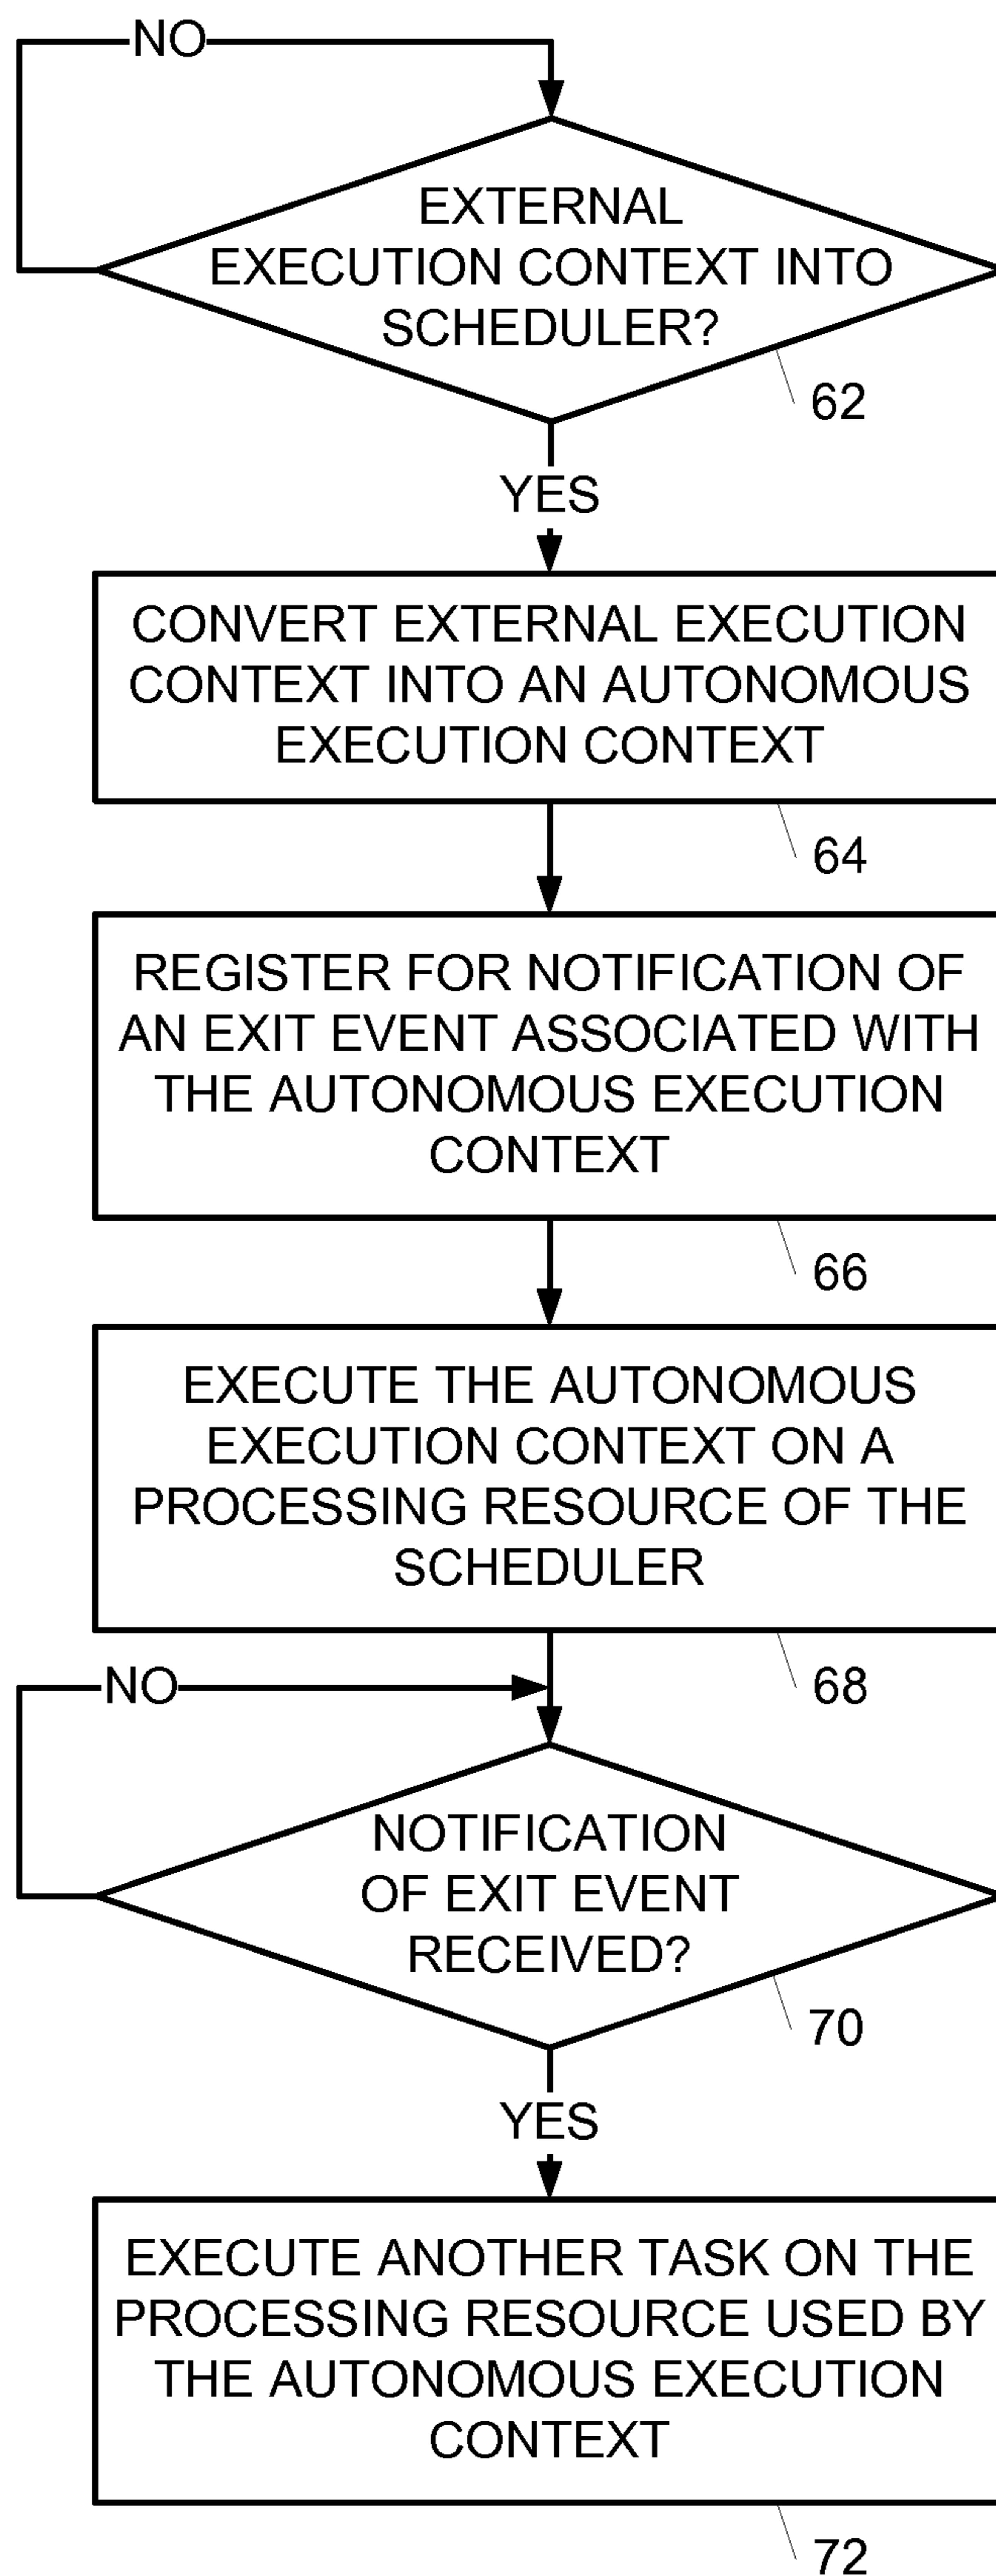 NO
EXTERNAL
EXECUTION CONTEXT INTO
SCHEDULER?
62
YES
CONVERT EXTERNAL EXECUTION
CONTEXT INTO AN AUTONOMOUS
EXECUTION CONTEXT
64
REGISTER FOR NOTIFICATION OF
AN EXIT EVENT ASSOCIATED WITH
THE AUTONOMOUS EXECUTION
CONTEXT
66
EXECUTE THE AUTONOMOUS
EXECUTION CONTEXT ON A
PROCESSING RESOURCE OF THE
SCHEDULER
68
NO
NOTIFICATION
OF EXIT EVENT
RECEIVED?
70
YES
EXECUTE ANOTHER TASK ON THE
PROCESSING RESOURCE USED BY
THE AUTONOMOUS EXECUTION
CONTEXT
72